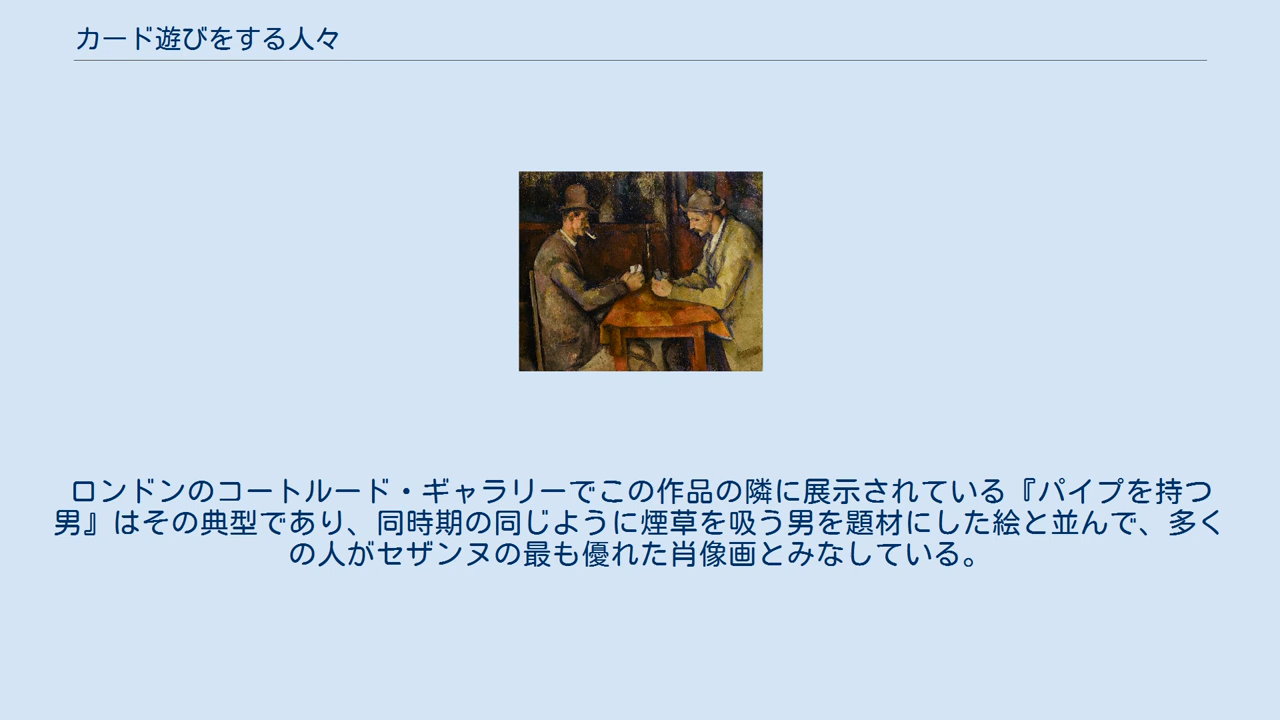 カード遊びをする人々
ロンドンのコートルード・ギャラリーでこの作品の隣に展示されている『パイプを持つ
男』はその典型であり、同時期の同じように煙草を吸う男を題材にした絵と並んで、多く
の人がセザンヌの最も優れた肖像画とみなしている。